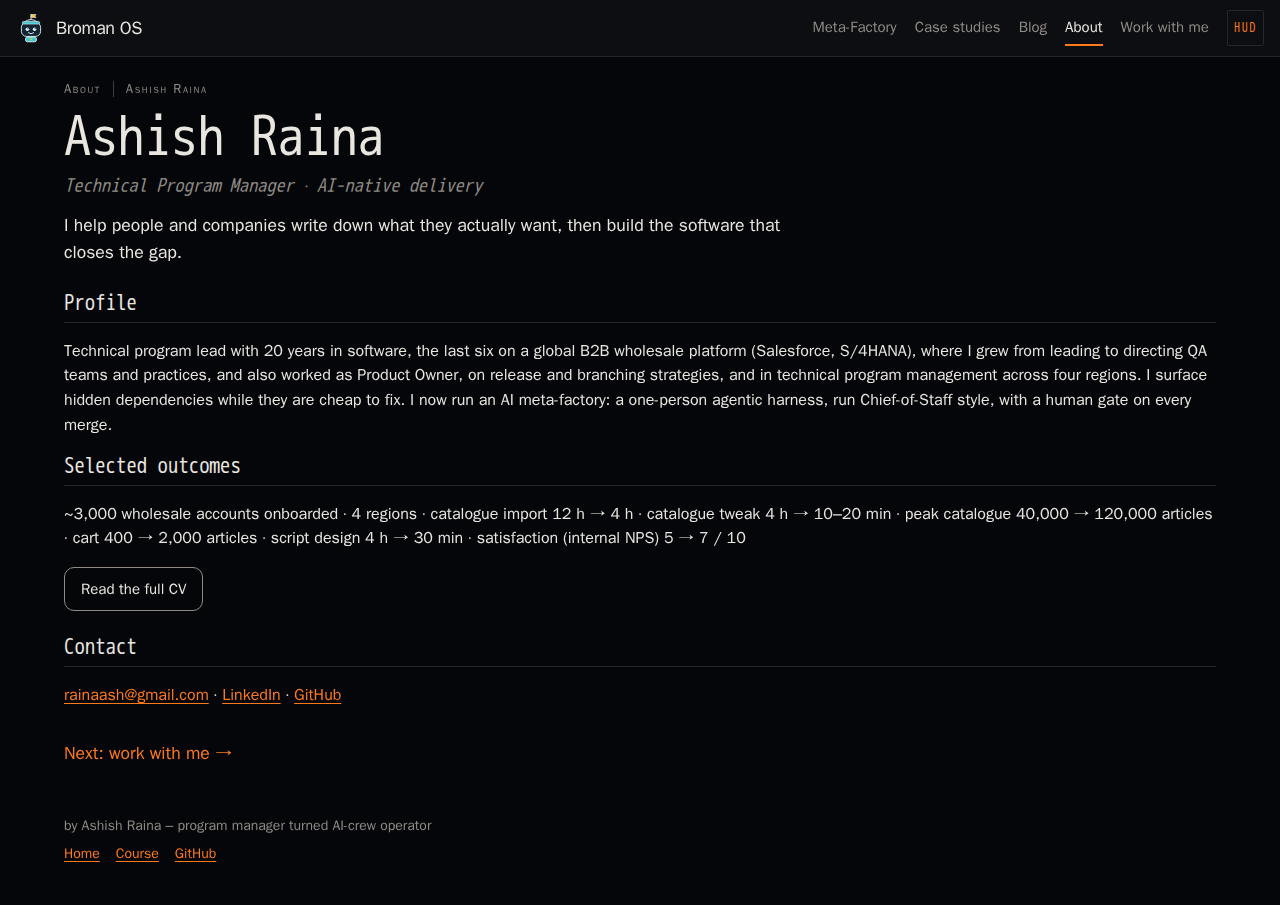 Broman OS
Meta-Factory Case studies Blog About Work with me HUD
About | Ashish Raina
Ashish Raina
Technical Program Manager · AI-native delivery
I help people and companies write down what they actually want, then build the software that
closes the gap.
Profile
Technical program lead with 20 years in software, the last six on a global B2B wholesale platform (Salesforce, S/4HANA), where I grew from leading to directing QA
teams and practices, and also worked as Product Owner, on release and branching strategies, and in technical program management across four regions. I surface
hidden dependencies while they are cheap to fix. I now run an AI meta-factory: a one-person agentic harness, run Chief-of-Staff style, with a human gate on every
merge.
Selected outcomes
~3,000 wholesale accounts onboarded · 4 regions · catalogue import 12 h → 4 h · catalogue tweak 4 h → 10–20 min · peak catalogue 40,000 → 120,000 articles
· cart 400 → 2,000 articles · script design 4 h → 30 min · satisfaction (internal NPS) 5 → 7 / 10
Read the full CV
Contact
rainaash@gmail.com · LinkedIn · GitHub
Next: work with me →
by Ashish Raina – program manager turned AI-crew operator
Home Course GitHub